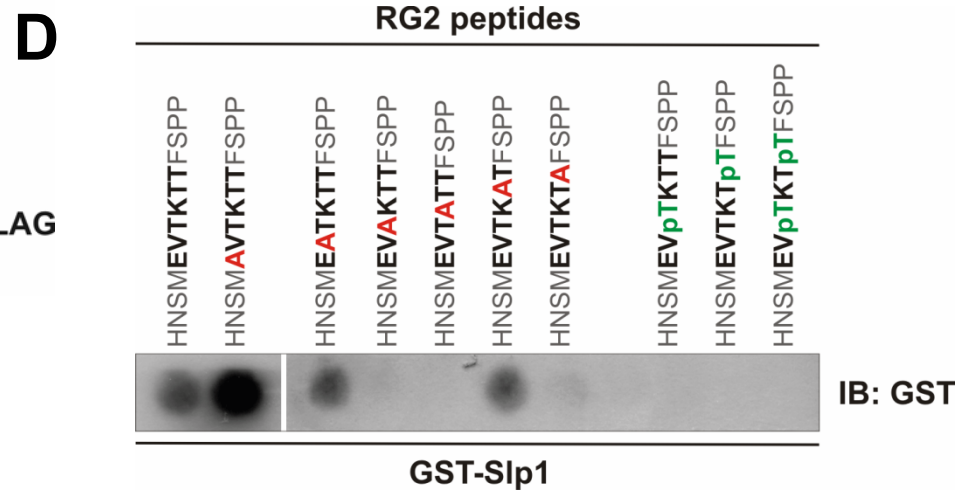 D
RG2 peptides
HNSMEVTKTTFSPP
HNSMAVTKTTFSPP
HNSMEATKTTFSPP
HNSMEVAKTTFSPP
HNSMEVTATTFSPP
HNSMEVTKATFSPP
HNSMEVTKTAFSPP
HNSMEVpTKTTFSPP
HNSMEVTKTpTFSPP
HNSMEVpTKTpTFSPP
LAG
IB: GST
GST-Slp1